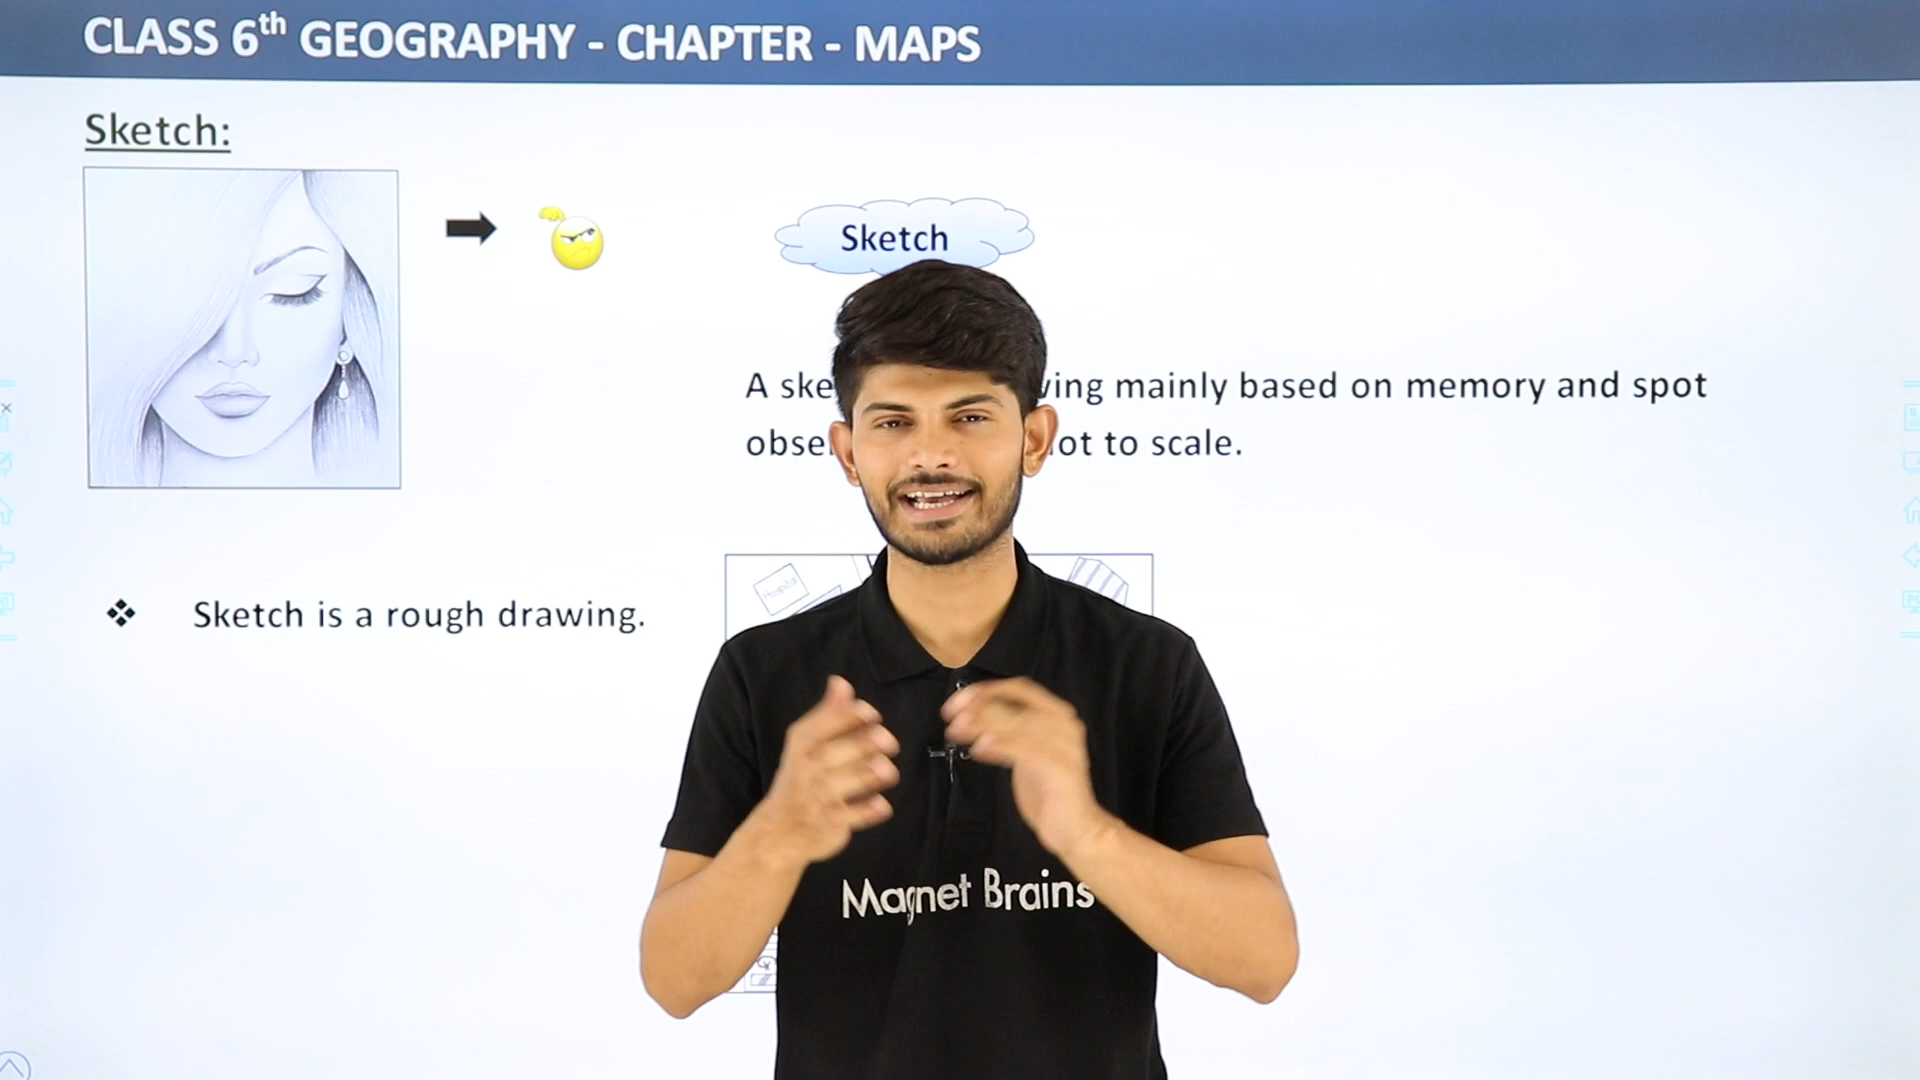 CLASS 6th GEOGRAPHY - CHAPTER - MAPS
Sketch:
Sketch
A ske ing mainly based on memory and spot
obse ot to scale.
Hospital
Sketch is a rough drawing.
Magnet Brains